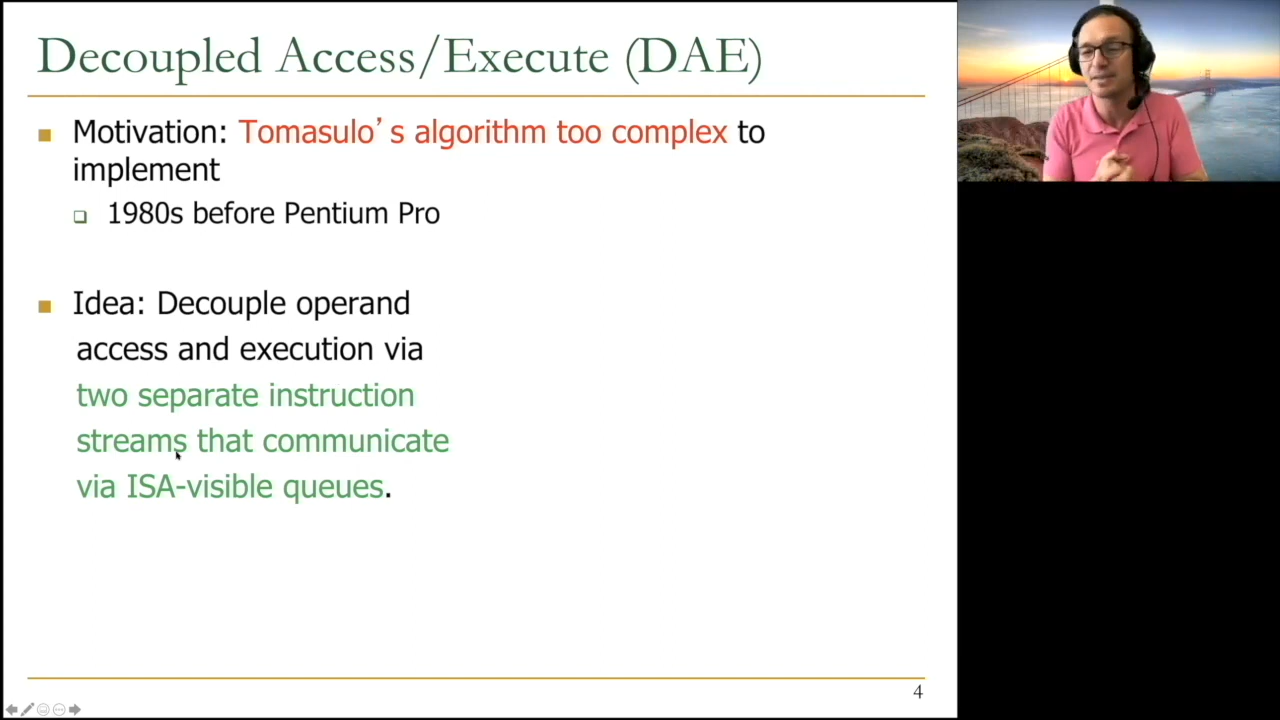 Decoupled Access/Execute (DAE)
Motivation: Tomasulo’s algorithm too complex to
implement
1980s before Pentium Pro
Idea: Decouple operand
access and execution via
two separate instruction
streams that communicate
via ISA-visible queues.
4